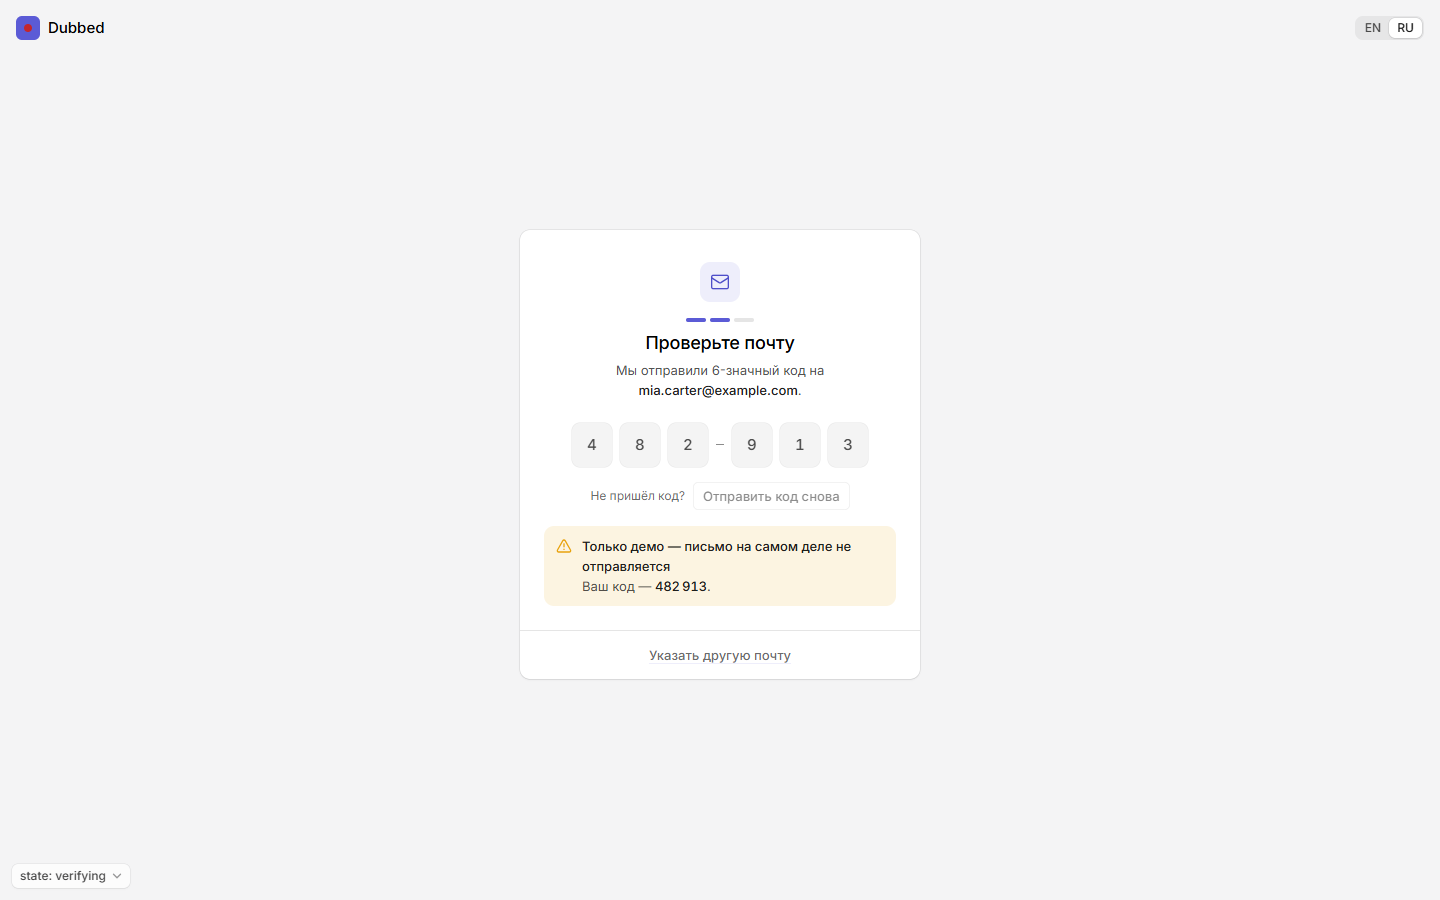 Dubbed
EN RU
Проверьте почту
Мы отправили 6-значный код на
mia.carter@example.com.
4 8 2 – 9 1 3
Не пришёл код? Отправить код снова
Только демо — письмо на самом деле не
отправляется
Ваш код — 482 913.
Указать другую почту
state: verifying